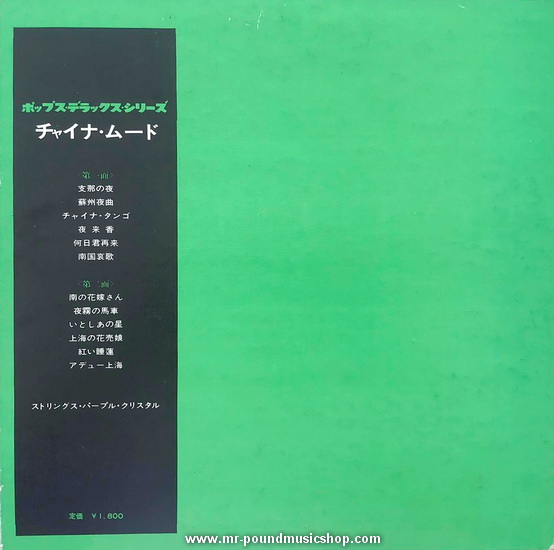 ポップス・デラックス・シリーズ
チャイナ・ムード
〈第一面〉
支那の夜
蘇州夜曲
チャイナ・タンゴ
夜来香
何日君再来
南国哀歌
〈第二面〉
南の花嫁さん
夜霧の馬車
いとしあの星
上海の花売娘
紅い睡蓮
アデュー上海
ストリングス・パープル・クリスタル
定価 ¥1,800
www.mr-poundmusicshop.com